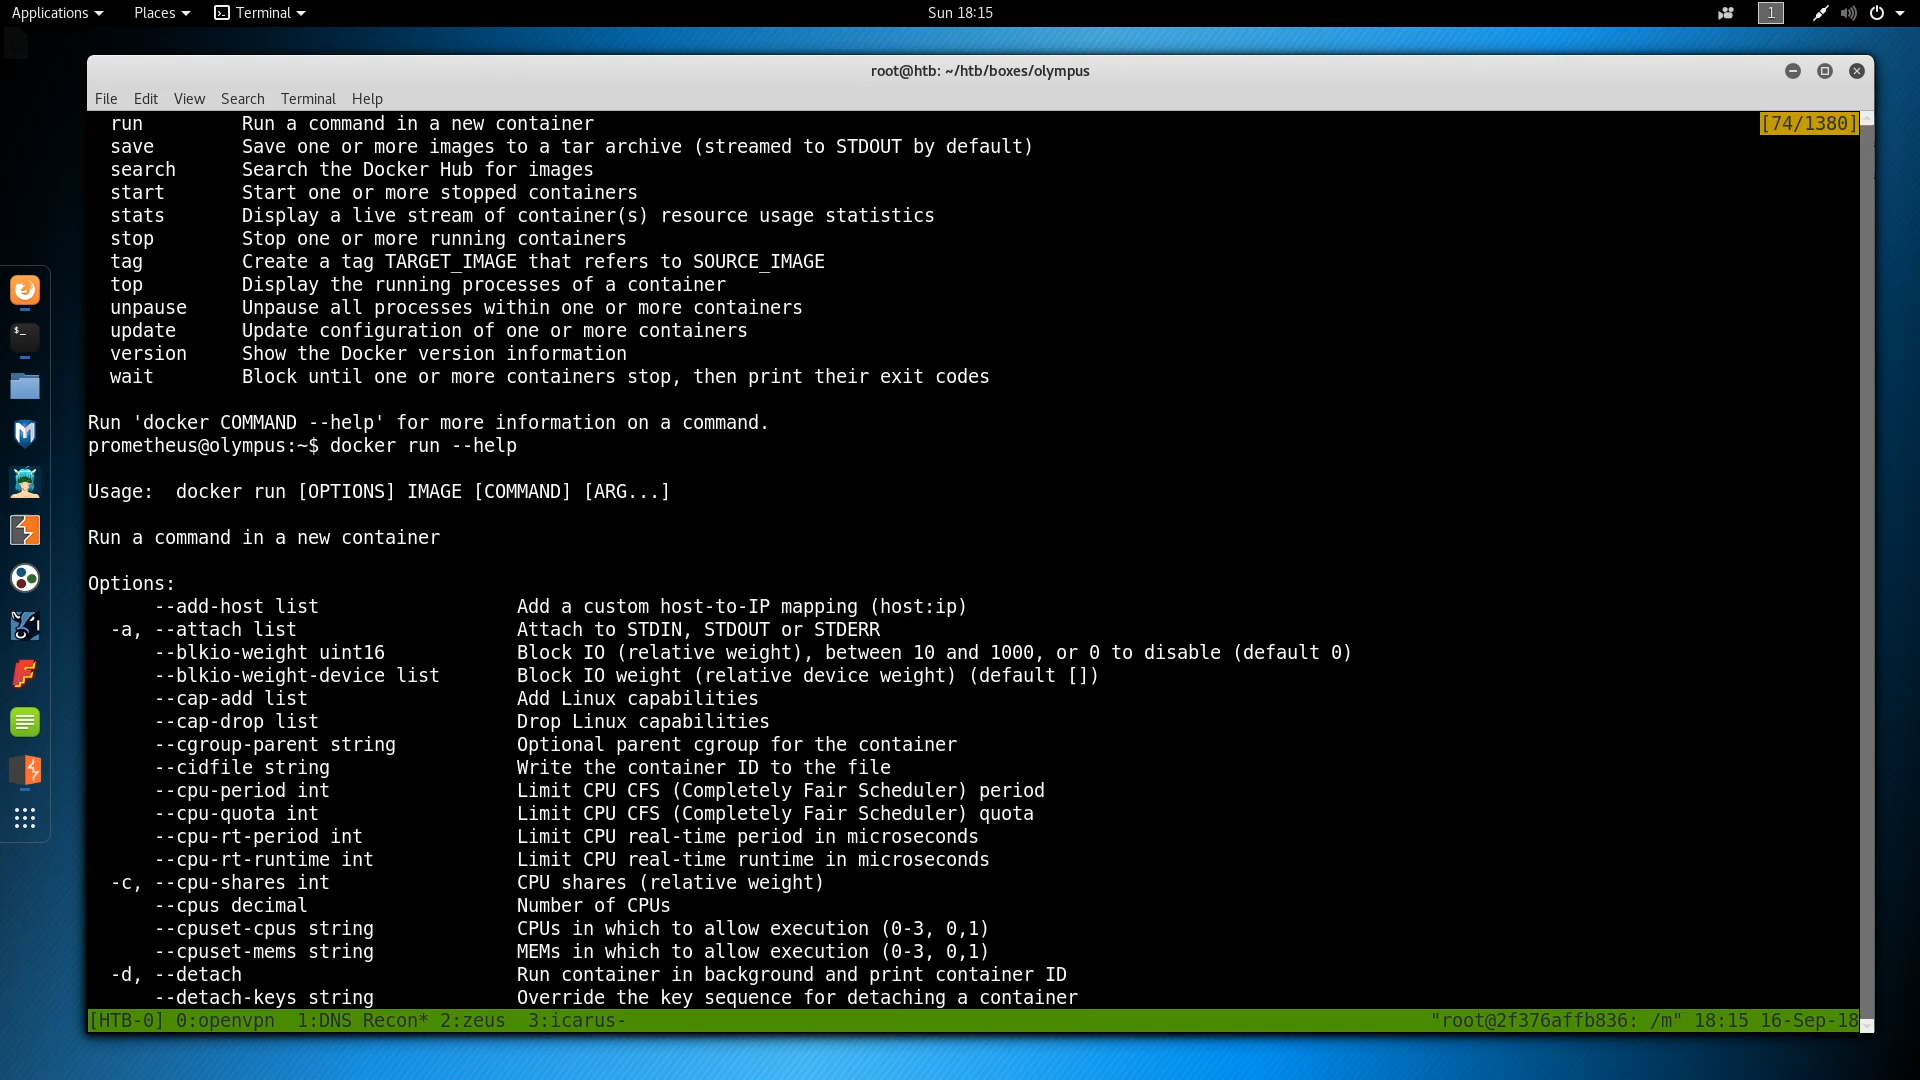 Applications Places Terminal Sun 18:15 1
root@htb: ~/htb/boxes/olympus
File Edit View Search Terminal Help
run Run a command in a new container [74/1380]
save Save one or more images to a tar archive (streamed to STDOUT by default)
search Search the Docker Hub for images
start Start one or more stopped containers
stats Display a live stream of container(s) resource usage statistics
stop Stop one or more running containers
tag Create a tag TARGET_IMAGE that refers to SOURCE_IMAGE
top Display the running processes of a container
unpause Unpause all processes within one or more containers
update Update configuration of one or more containers
version Show the Docker version information
wait Block until one or more containers stop, then print their exit codes
Run 'docker COMMAND --help' for more information on a command.
prometheus@olympus:~$ docker run --help
Usage: docker run [OPTIONS] IMAGE [COMMAND] [ARG...]
Run a command in a new container
Options:
--add-host list Add a custom host-to-IP mapping (host:ip)
-a, --attach list Attach to STDIN, STDOUT or STDERR
--blkio-weight uint16 Block IO (relative weight), between 10 and 1000, or 0 to disable (default 0)
--blkio-weight-device list Block IO weight (relative device weight) (default [])
--cap-add list Add Linux capabilities
--cap-drop list Drop Linux capabilities
--cgroup-parent string Optional parent cgroup for the container
--cidfile string Write the container ID to the file
--cpu-period int Limit CPU CFS (Completely Fair Scheduler) period
--cpu-quota int Limit CPU CFS (Completely Fair Scheduler) quota
--cpu-rt-period int Limit CPU real-time period in microseconds
--cpu-rt-runtime int Limit CPU real-time runtime in microseconds
-c, --cpu-shares int CPU shares (relative weight)
--cpus decimal Number of CPUs
--cpuset-cpus string CPUs in which to allow execution (0-3, 0,1)
--cpuset-mems string MEMs in which to allow execution (0-3, 0,1)
-d, --detach Run container in background and print container ID
--detach-keys string Override the key sequence for detaching a container
[HTB-0] 0:openvpn 1:DNS Recon* 2:zeus 3:icarus- "root@2f376affb836: /m" 18:15 16-Sep-18